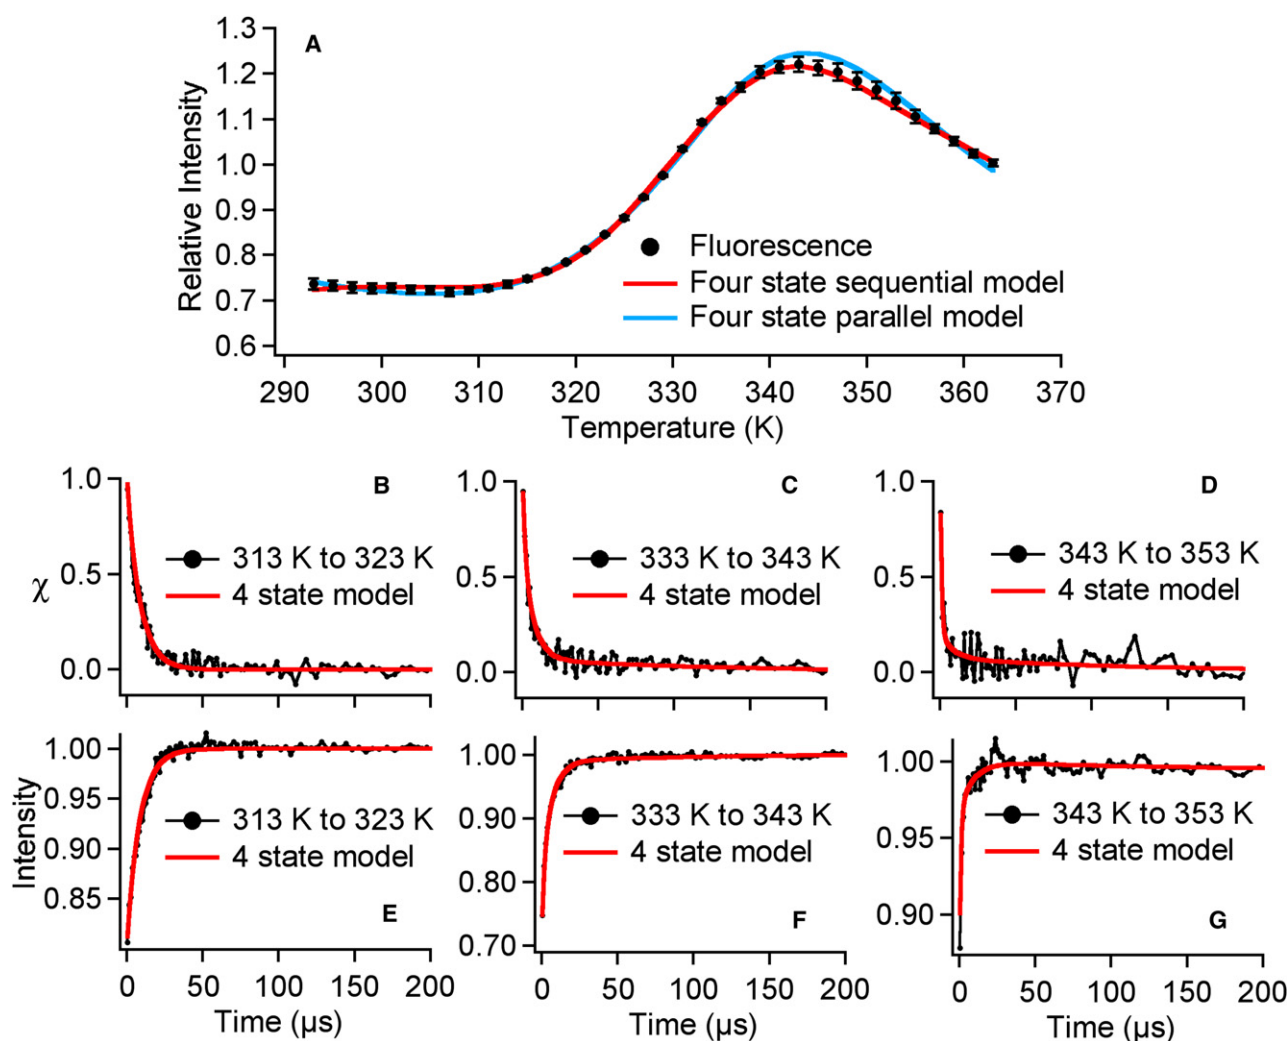 A
1.3
1.2
1.1
1.0
0.9
0.8
0.7
0.6
Relative Intensity
Fluorescence
Four state sequential model
Four state parallel model
290 300 310 320 330 340 350 360 370
Temperature (K)
B
1.0
0.5
0.0
χ
313 K to 323 K
4 state model
C
1.0
0.5
0.0
333 K to 343 K
4 state model
D
1.0
0.5
0.0
343 K to 353 K
4 state model
1.00
0.95
0.90
0.85
Intensity
313 K to 323 K
4 state model
E
0 50 100 150 200
Time (μs)
1.00
0.90
0.80
0.70
333 K to 343 K
4 state model
F
0 50 100 150 200
Time (μs)
1.00
0.95
0.90
343 K to 353 K
4 state model
G
0 50 100 150 200
Time (μs)